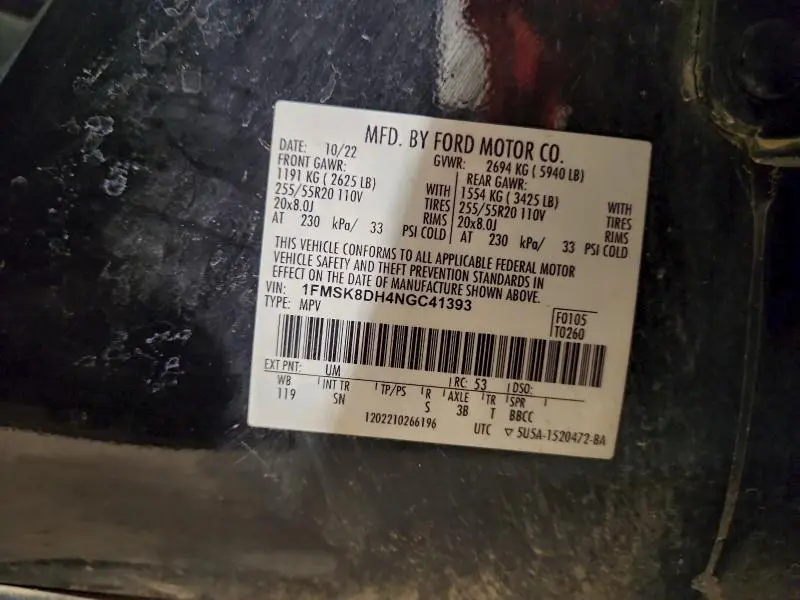 MFD. BY FORD MOTOR CO.
DATE: 10/22 GVWR: 2694 KG ( 5940 LB)
FRONT GAWR: REAR GAWR:
1191 KG ( 2625 LB) WITH 1554 KG ( 3425 LB) WITH
255/55R20 110V TIRES 255/55R20 110V TIRES
20x8.0J RIMS 20x8.0J RIMS
AT 230 kPa/ 33 PSI COLD AT 230 kPa/ 33 PSI COLD
THIS VEHICLE CONFORMS TO ALL APPLICABLE FEDERAL MOTOR
VEHICLE SAFETY AND THEFT PREVENTION STANDARDS IN
EFFECT ON THE DATE OF MANUFACTURE SHOWN ABOVE.
VIN: 1FMSK8DH4NGC41393
TYPE: MPV
F0105
T0260
EXT PNT: UM RC: 53 DSO:
WB INT TR TP/PS R AXLE TR SPR
119 SN S 3B T BBCC
1202210266196 UTC ▽ 5U5A-1520472-BA